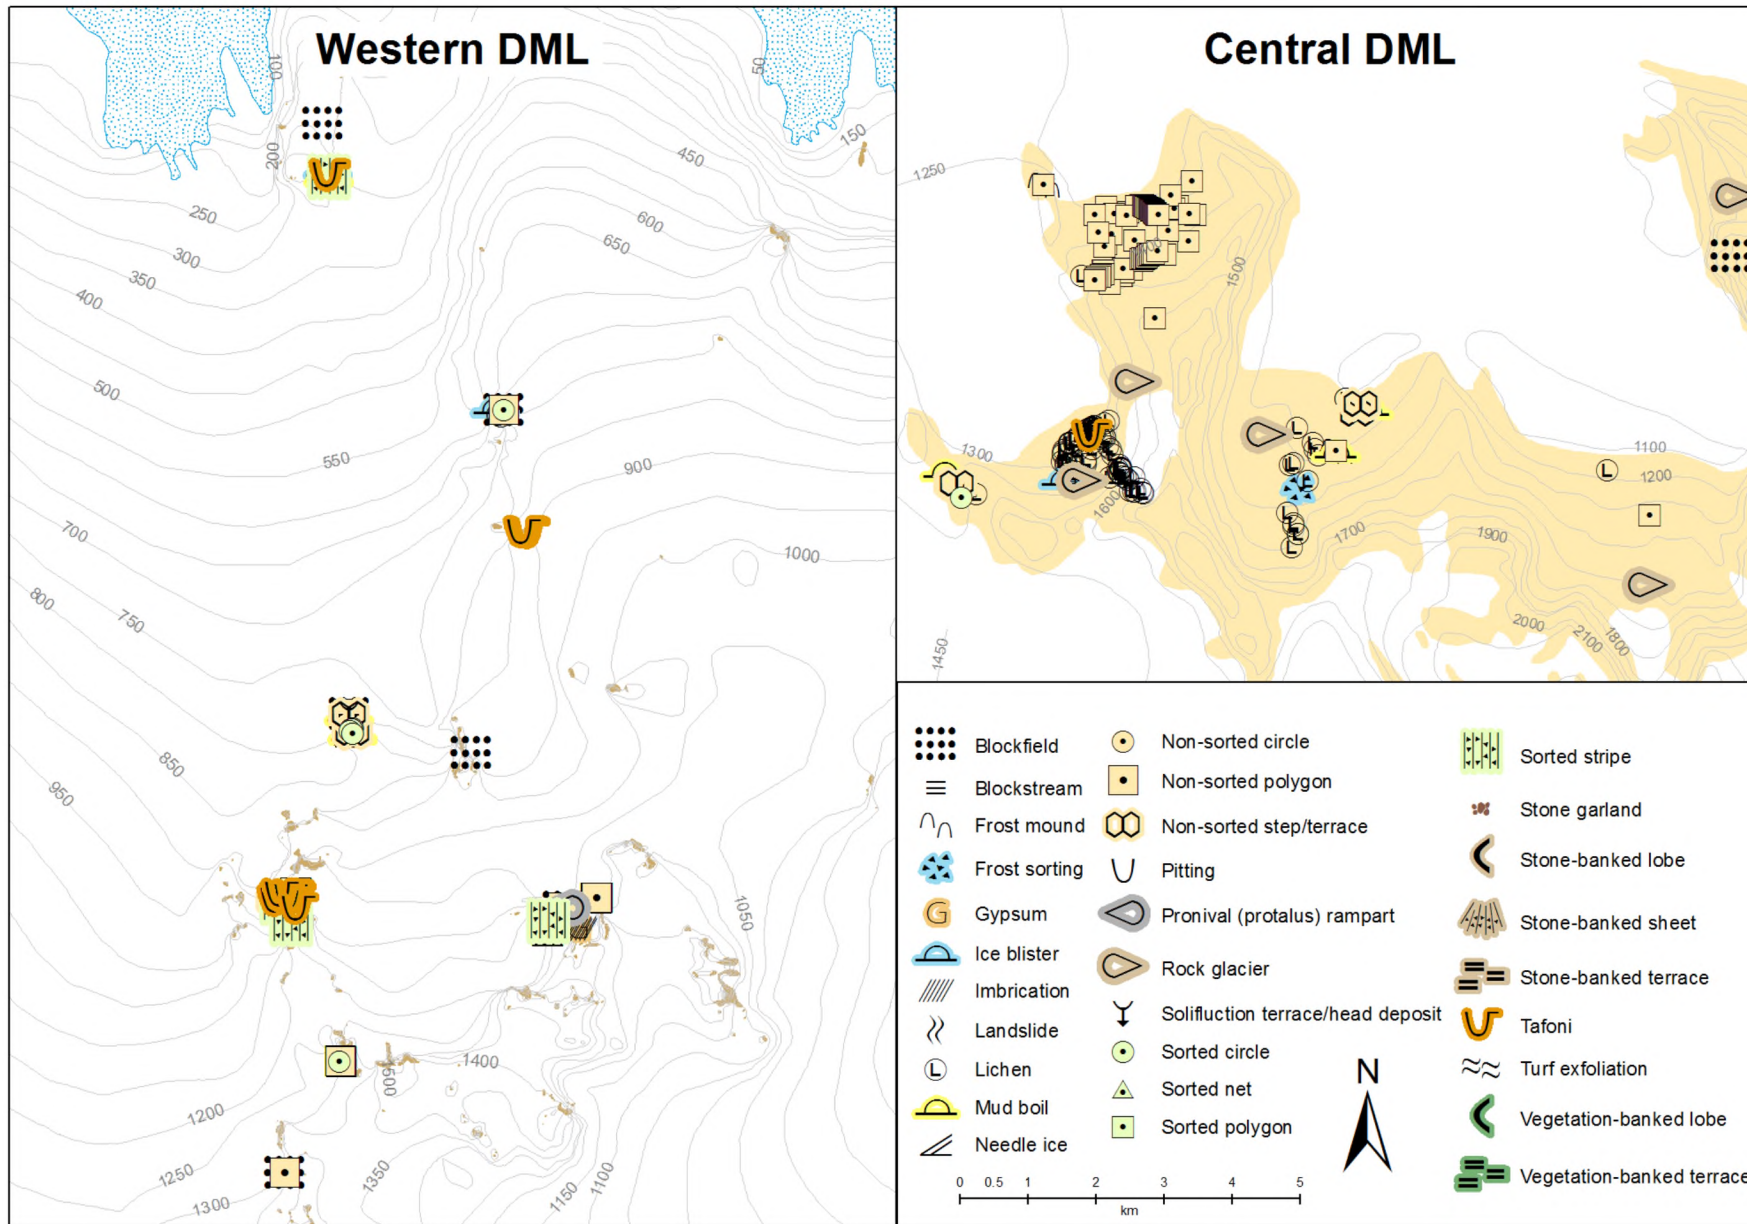 Western DML
100
50
150
200
450
250
600
650
300
350
400
500
550
900
700
1000
800
750
850
950
1050
1400
1500
1200
1250
1350
1300
1150
1100
Central DML
1250
1500
1300
1600
1100
1200
1700
1900
2000
2100
1800
1450
Blockfield
Blockstream
Frost mound
Frost sorting
G Gypsum
Ice blister
Imbrication
Landslide
L Lichen
Mud boil
Needle ice
Non-sorted circle
Non-sorted polygon
Non-sorted step/terrace
Pitting
Pronival (protalus) rampart
Rock glacier
Solifluction terrace/head deposit
Sorted circle
Sorted net
Sorted polygon
Sorted stripe
Stone garland
Stone-banked lobe
Stone-banked sheet
Stone-banked terrace
Tafoni
Turf exfoliation
Vegetation-banked lobe
Vegetation-banked terrace
N
0 0.5 1 2 3 4 5
km